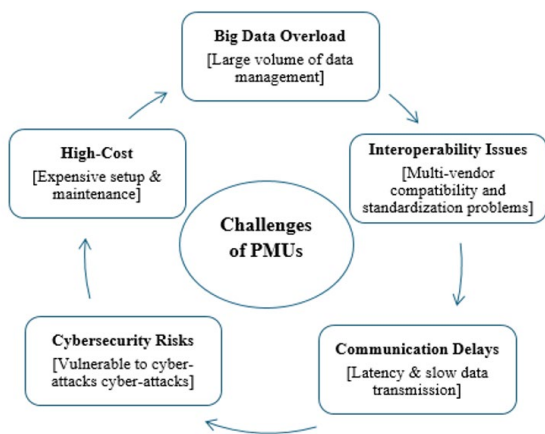 Big Data Overload
[Large volume of data
management]
High-Cost
[Expensive setup &
maintenance]
Interoperability Issues
[Multi-vendor
compatibility and
standardization problems]
Challenges
of PMUs
Cybersecurity Risks
[Vulnerable to cyber-
attacks cyber-attacks]
Communication Delays
[Latency & slow data
transmission]